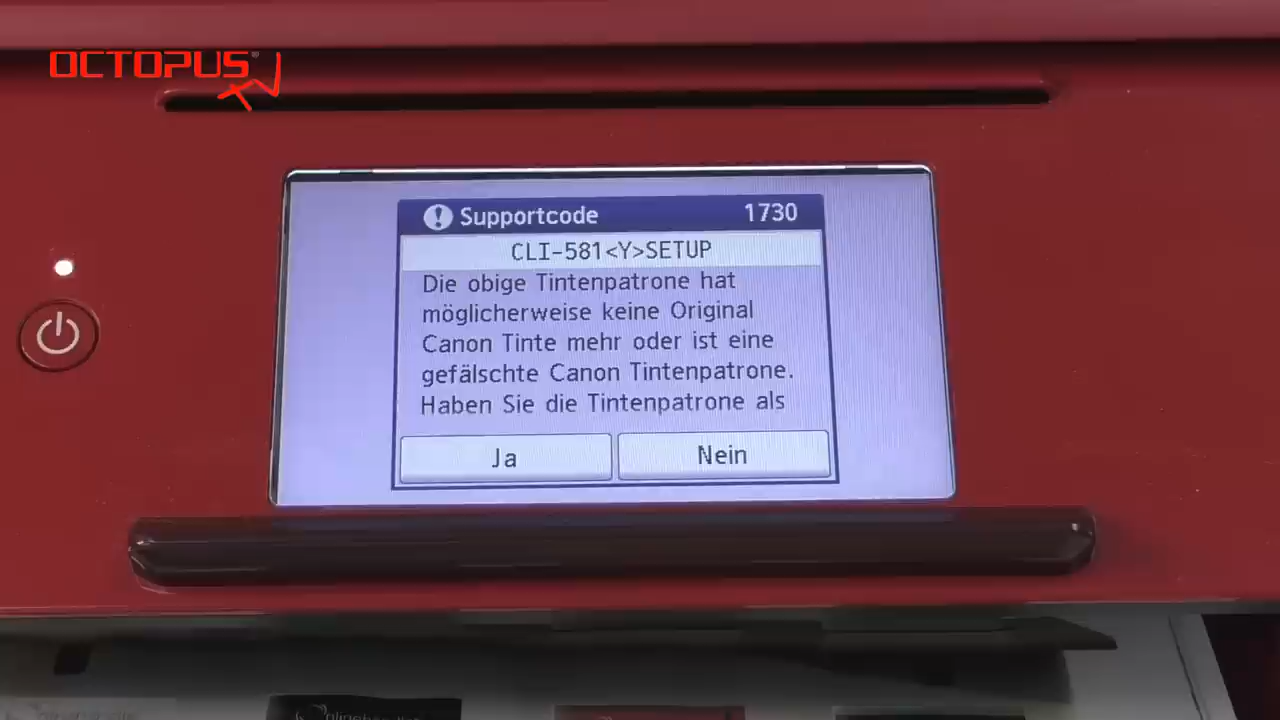 OCTOPUS
TV
Supportcode 1730
CLI-581<Y>SETUP
Die obige Tintenpatrone hat
möglicherweise keine Original
Canon Tinte mehr oder ist eine
gefälschte Canon Tintenpatrone.
Haben Sie die Tintenpatrone als
Ja Nein